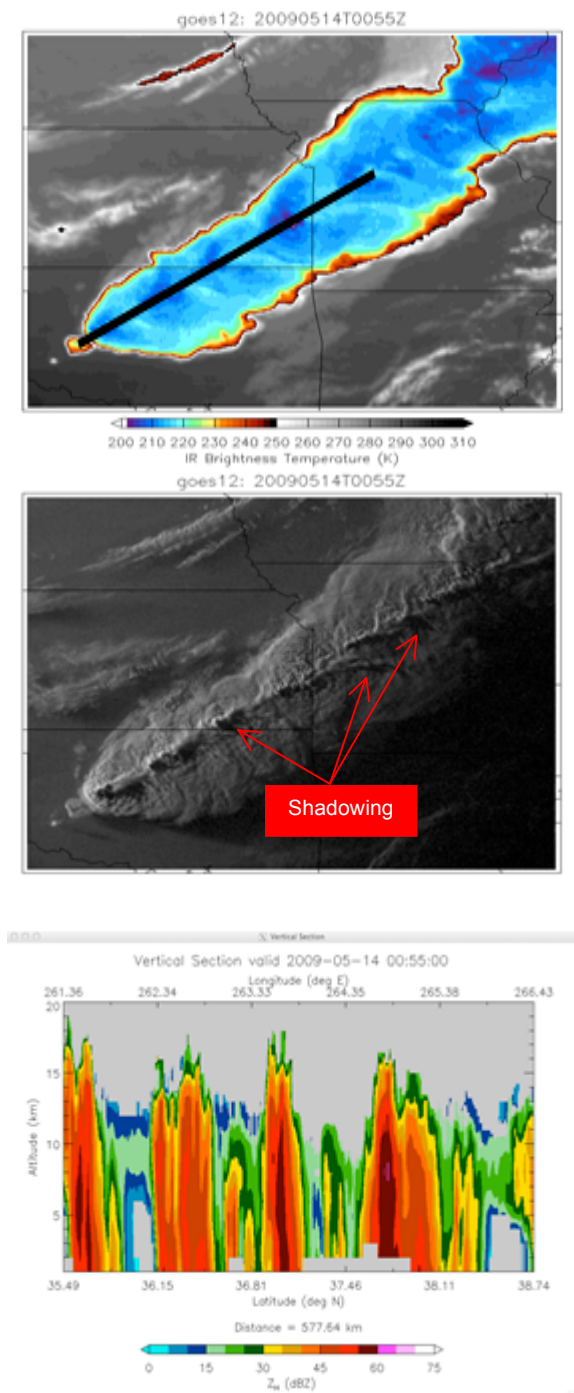 goes12: 20090514T0055Z
200 210 220 230 240 250 260 270 280 290 300 310
IR Brightness Temperature (K)
goes12: 20090514T0055Z
Shadowing
Vertical Section
Vertical Section valid 2009-05-14 00:55:00
Longitude (deg E)
261.36 262.34 263.33 264.35 265.38 266.43
20
15
10
5
Altitude (km)
35.49 36.15 36.81 37.46 38.11 38.74
Latitude (deg N)
Distance = 577.64 km
0 15 30 45 60 75
Z_H (dBZ)